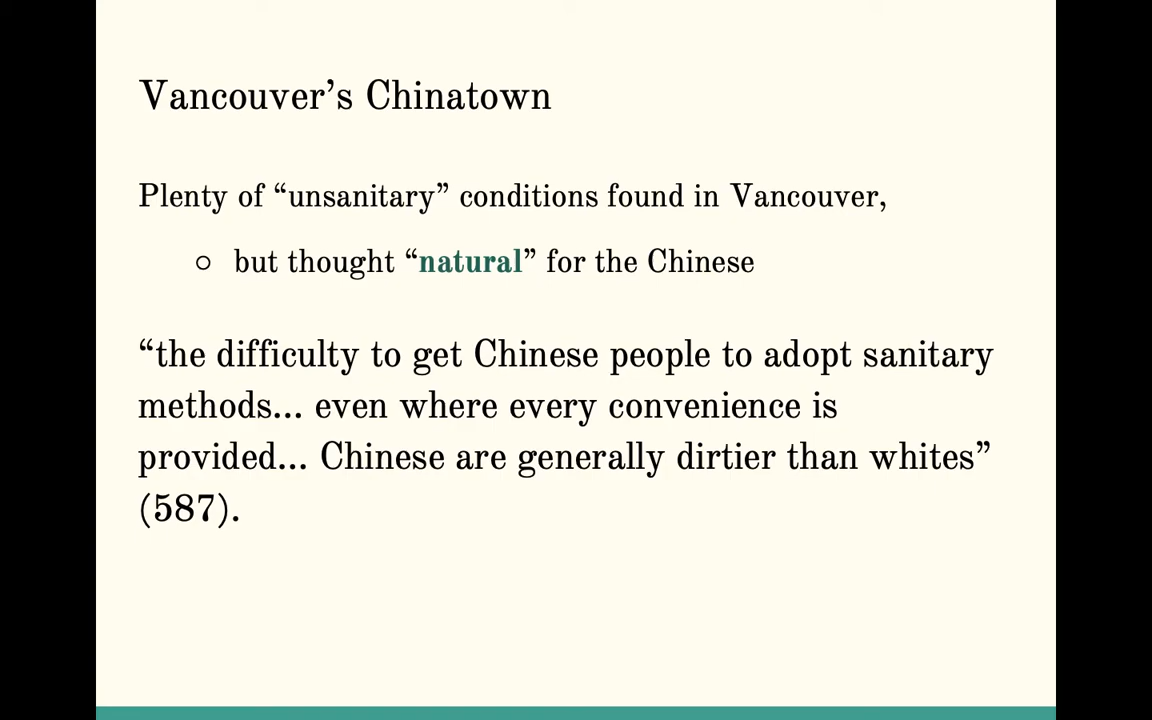 Vancouver’s Chinatown
Plenty of “unsanitary” conditions found in Vancouver,
○ but thought “natural” for the Chinese
“the difficulty to get Chinese people to adopt sanitary
methods... even where every convenience is
provided... Chinese are generally dirtier than whites”
(587).